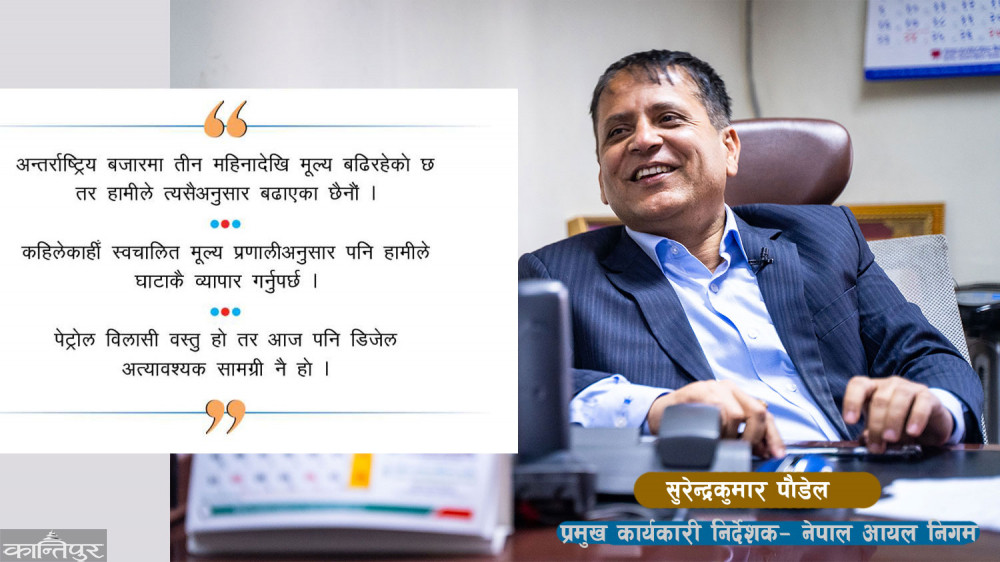 अन्तर्राष्ट्रिय बजारमा तीन महिनादेखि मूल्य बढिरहेको छ
तर हामीले त्यसैअनुसार बढाएका छैनौं ।
कहिलेकाहीँ स्वचालित मूल्य प्रणालीअनुसार पनि हामीले
घाटाकै व्यापार गर्नुपर्छ ।
पेट्रोल विलासी वस्तु हो तर आज पनि डिजेल
अत्यावश्यक सामग्री नै हो ।
सुरेन्द्रकुमार पौडेल
प्रमुख कार्यकारी निर्देशक- नेपाल आयल निगम
कान्तिपुर